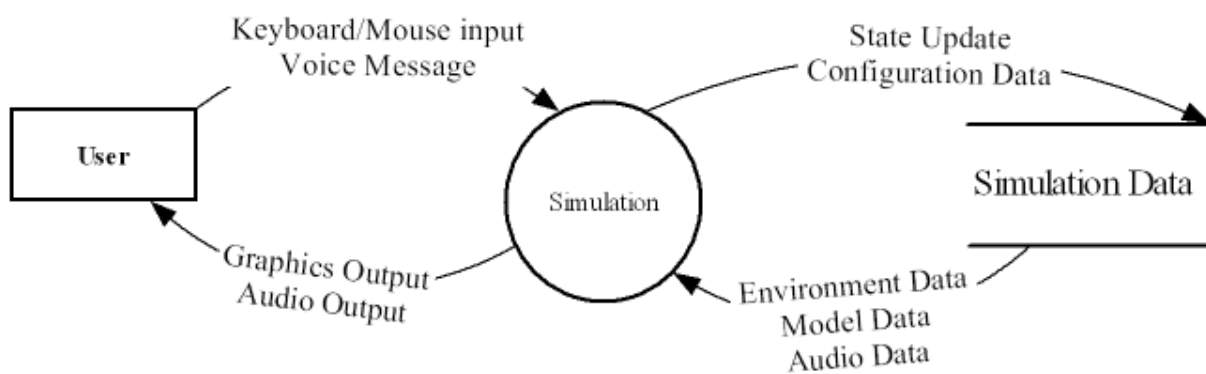 Keyboard/Mouse input
Voice Message
State Update
Configuration Data
User
Simulation
Simulation Data
Graphics Output
Audio Output
Environment Data
Model Data
Audio Data